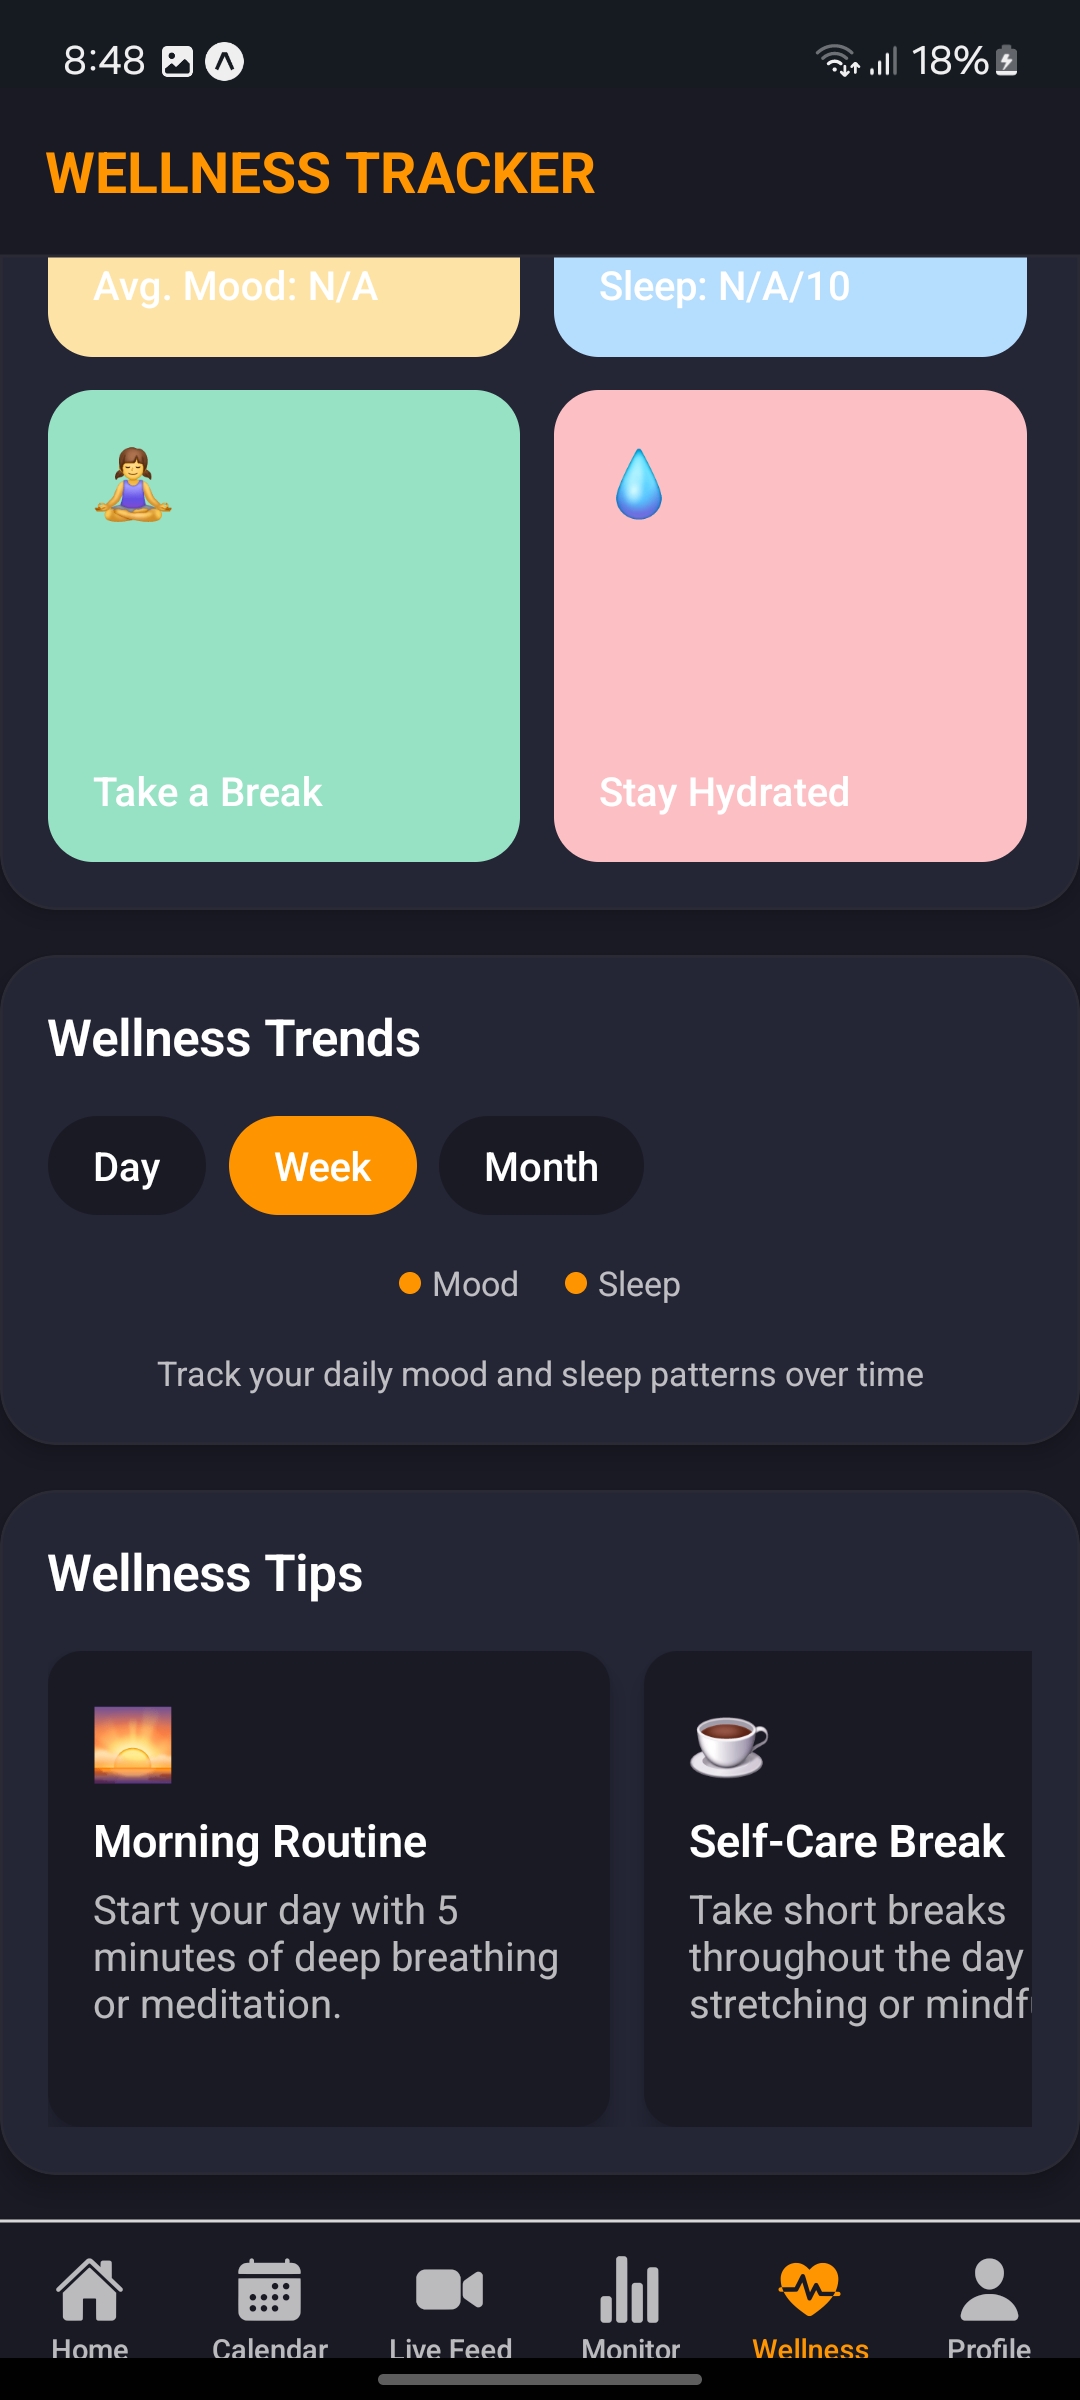 8:48
18%
WELLNESS TRACKER
Avg. Mood: N/A
Sleep: N/A/10
Take a Break
Stay Hydrated
Wellness Trends
Day
Week
Month
Mood
Sleep
Track your daily mood and sleep patterns over time
Wellness Tips
Morning Routine
Start your day with 5
minutes of deep breathing
or meditation.
Self-Care Break
Take short breaks
throughout the day
stretching or
Home
Calendar
Live Feed
Monitor
Wellness
Profile